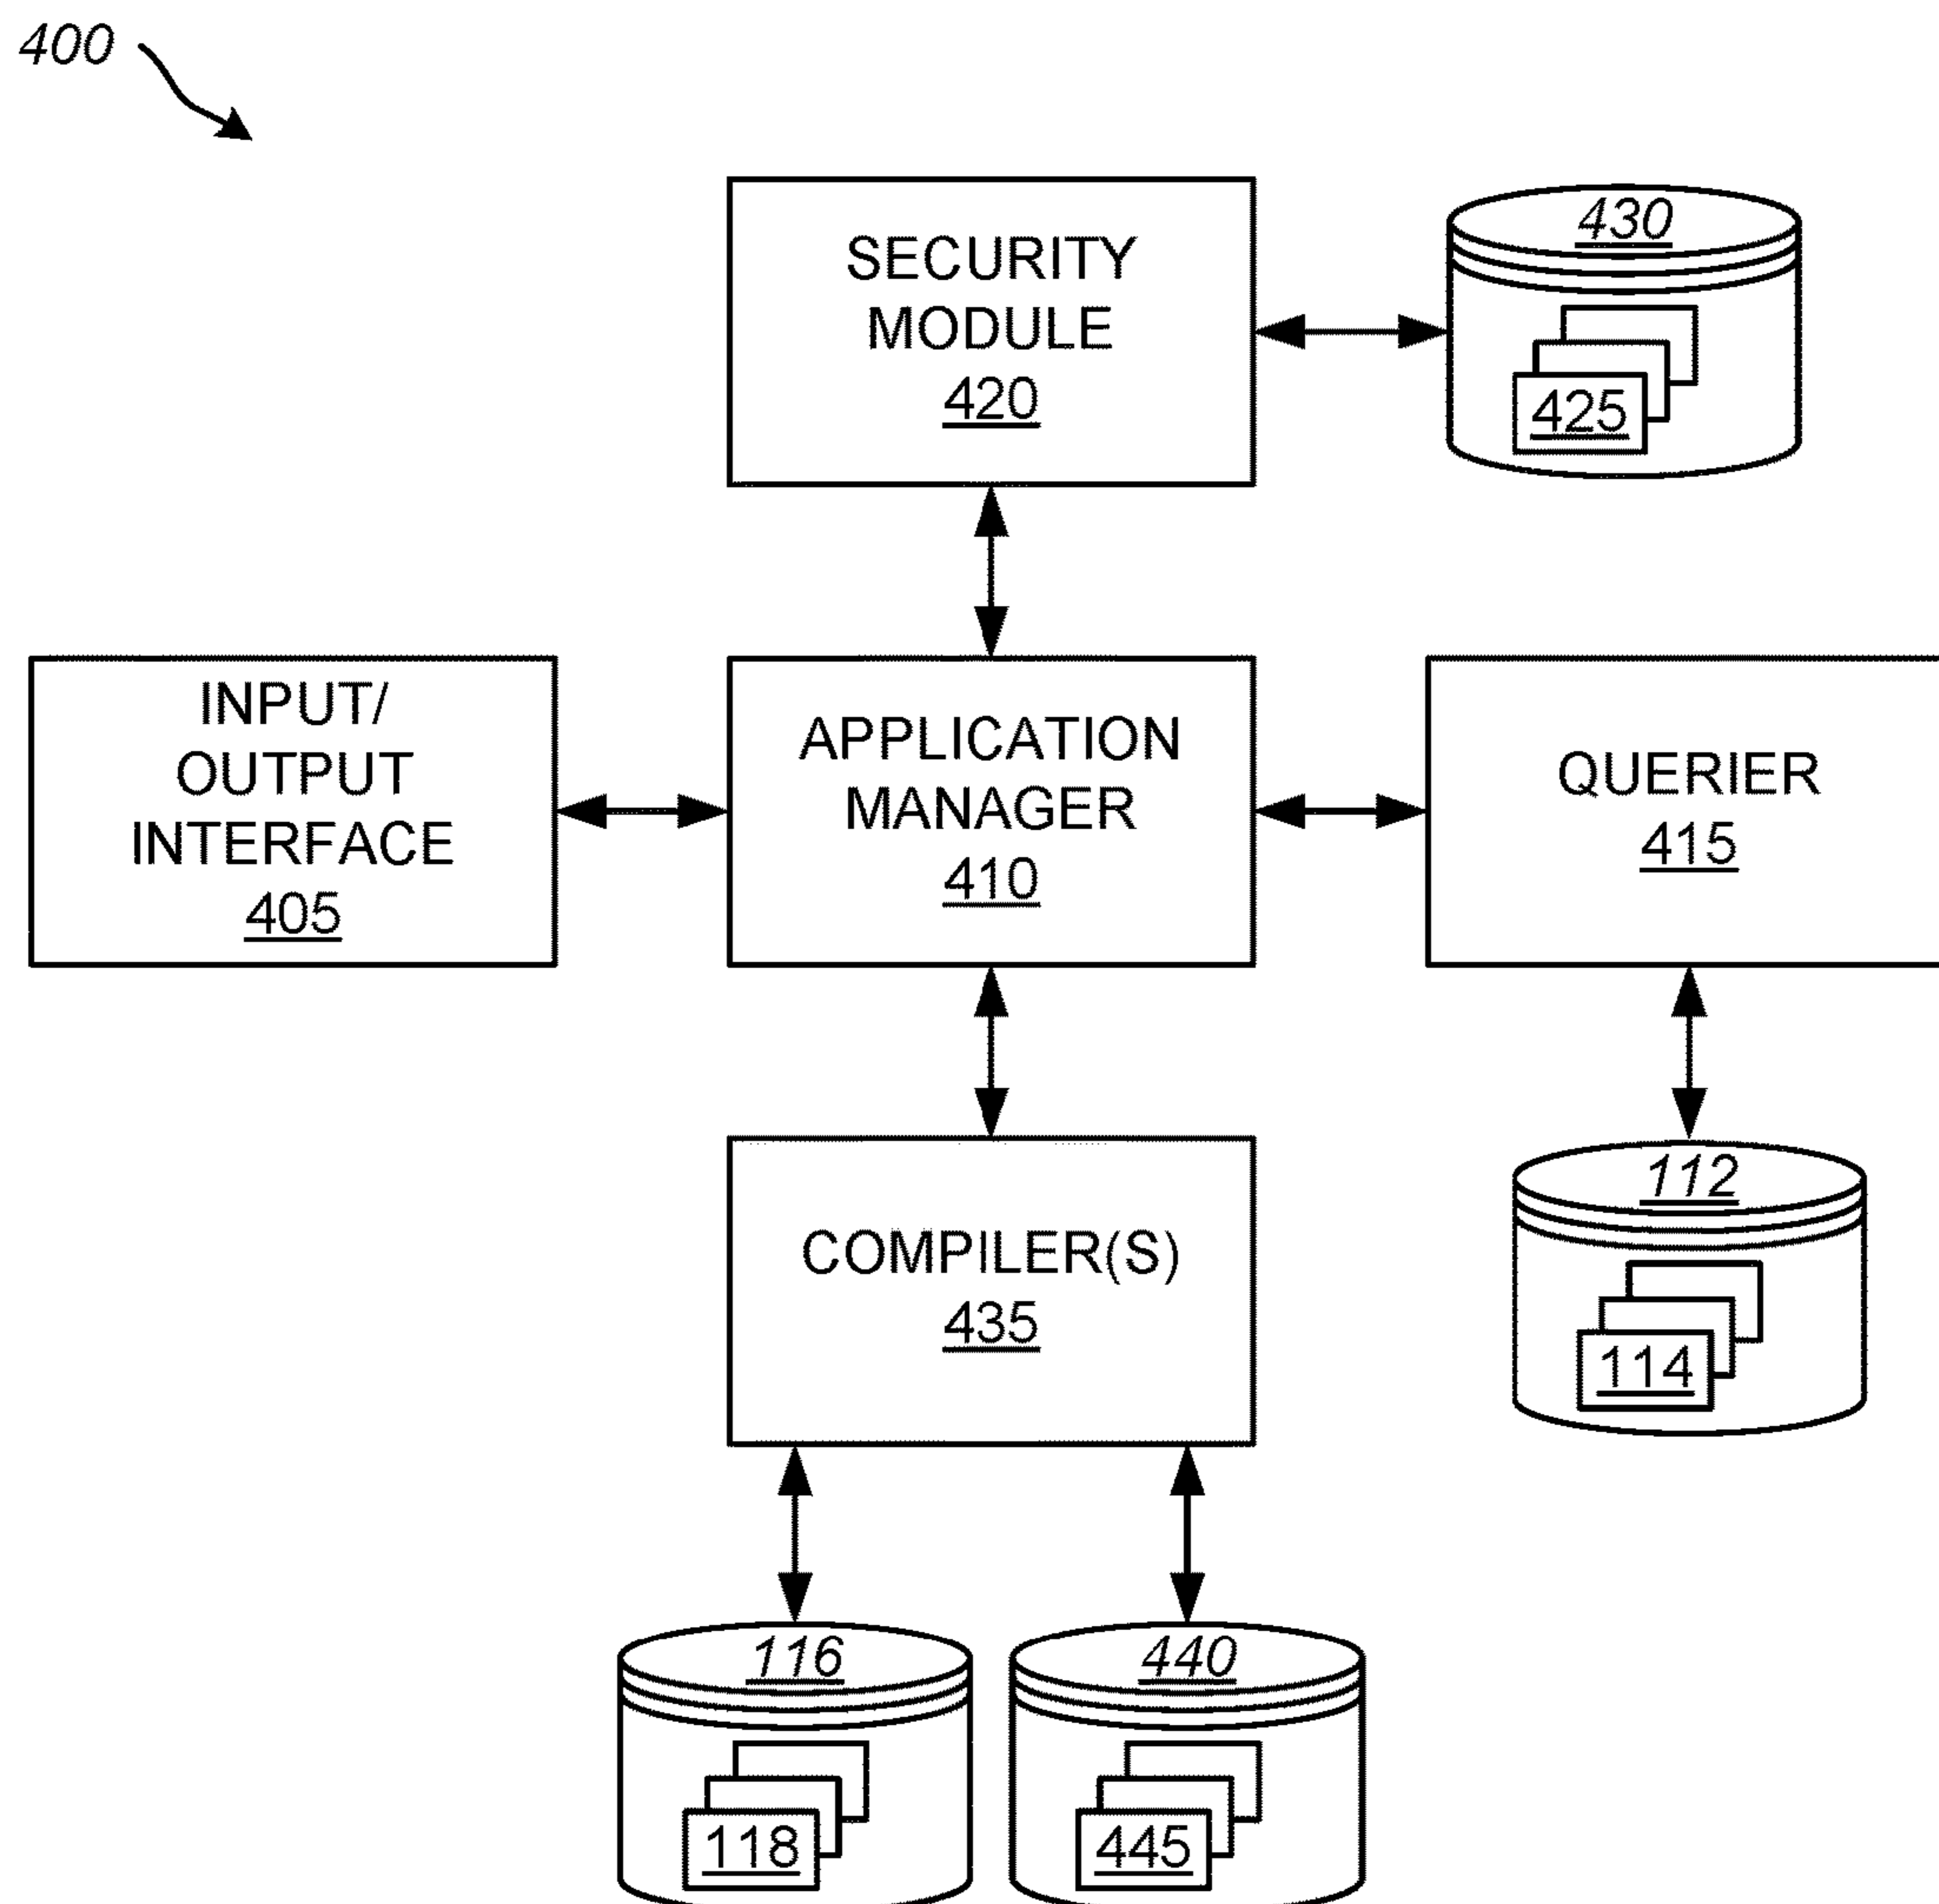 400
SECURITY
MODULE
420
430
425
INPUT/
OUTPUT
INTERFACE
405
APPLICATION
MANAGER
410
QUERIER
415
COMPILER(S)
435
112
114
116
118
440
445